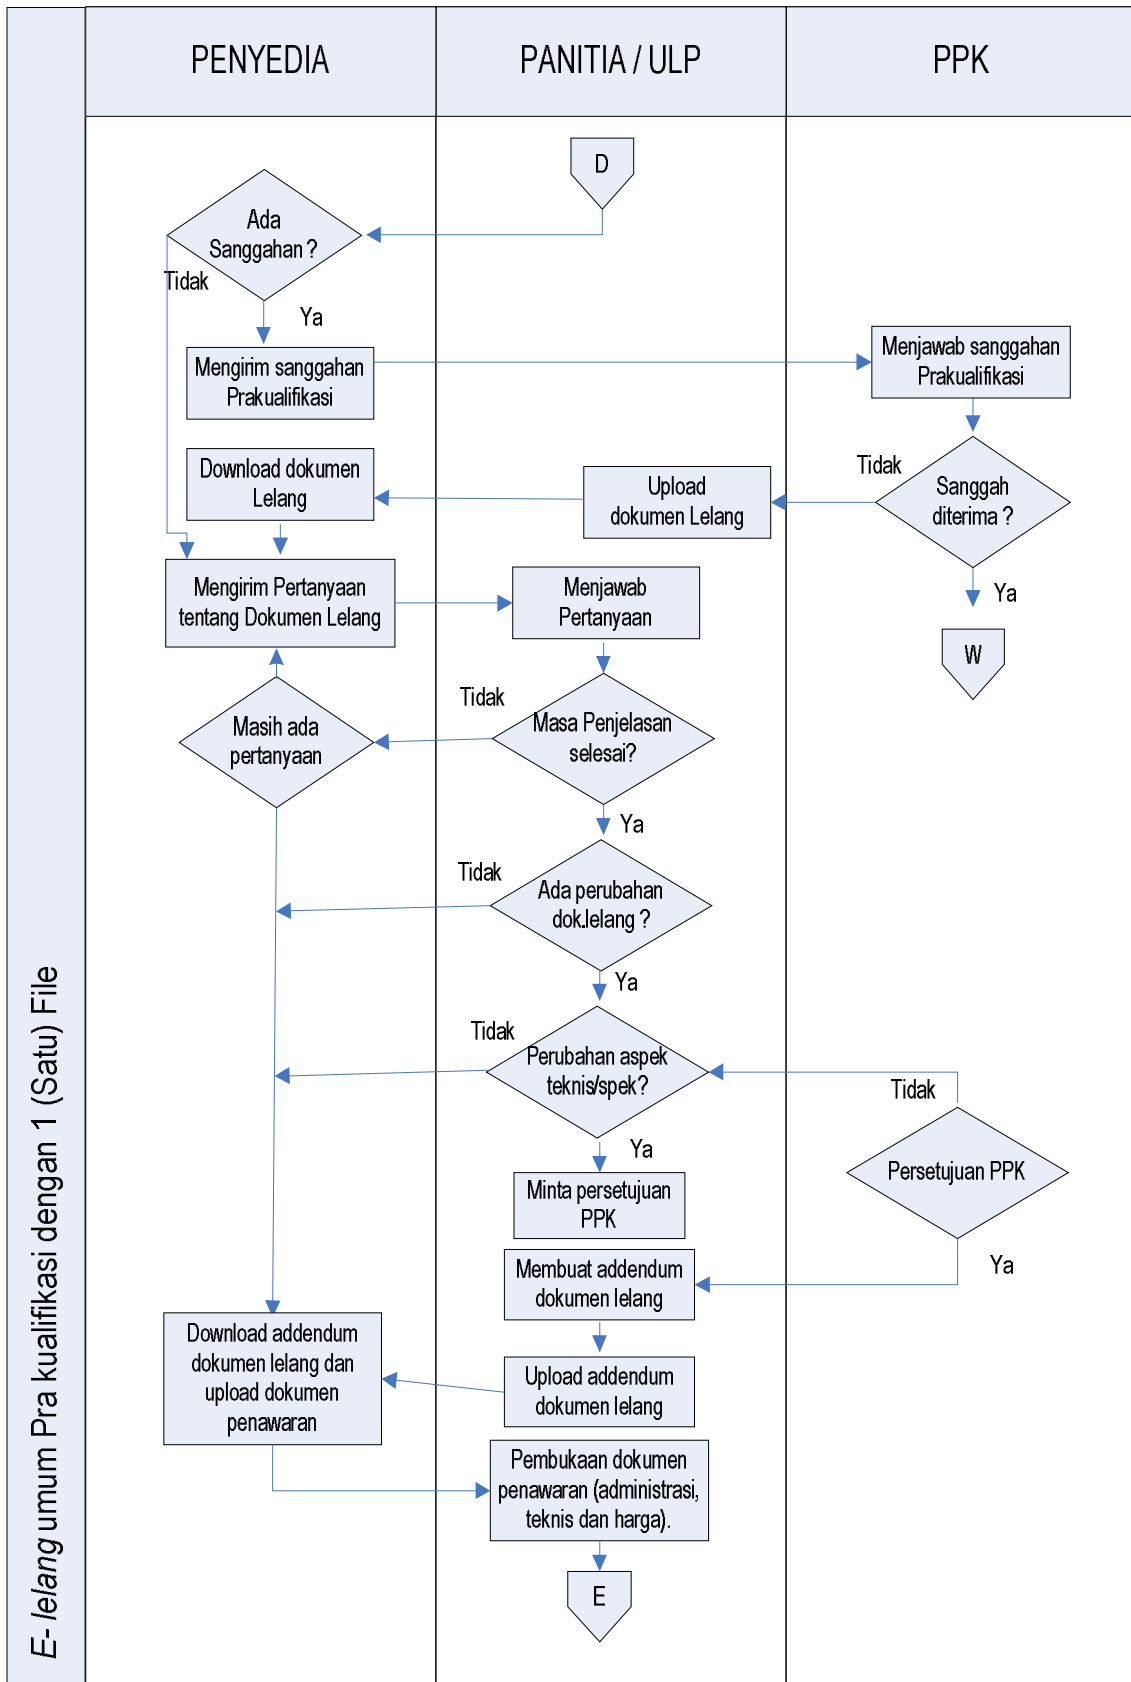 E-lelang umum Pra kualifikasi dengan 1 (Satu) File
PENYEDIA
PANITIA / ULP
PPK
D
Ada
Sanggahan ?
Tidak
Ya
Mengirim sanggahan
Prakualifikasi
Menjawab sanggahan
Prakualifikasi
Download dokumen
Lelang
Upload
dokumen Lelang
Tidak
Sanggah
diterima ?
Ya
W
Mengirim Pertanyaan
tentang Dokumen Lelang
Menjawab
Pertanyaan
Masih ada
pertanyaan
Tidak
Masa Penjelasan
selesai?
Ya
Tidak
Ada perubahan
dok.lelang ?
Ya
Tidak
Perubahan aspek
teknis/spek?
Ya
Tidak
Persetujuan PPK
Ya
Minta persetujuan
PPK
Membuat addendum
dokumen lelang
Download addendum
dokumen lelang dan
upload dokumen
penawaran
Upload addendum
dokumen lelang
Pembukaan dokumen
penawaran (administrasi,
teknis dan harga).
E